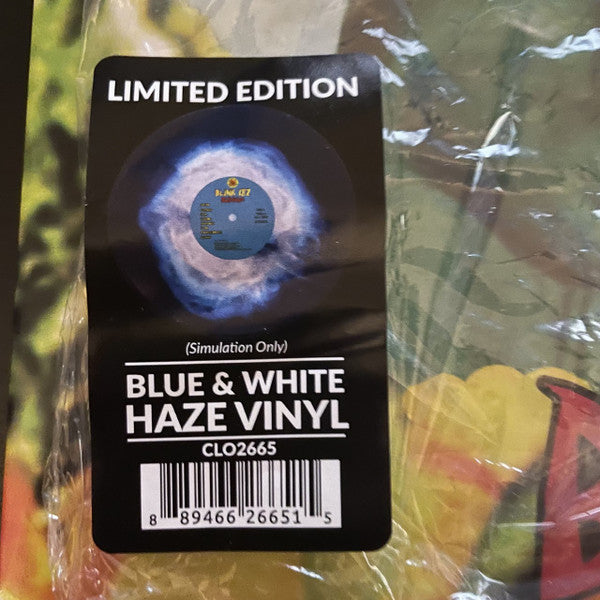 LIMITED EDITION
BLINK 182
(Simulation Only)
BLUE & WHITE
HAZE VINYL
CLO2665
8 89466 26651 5